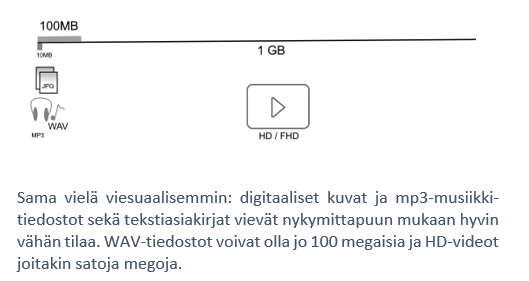 100MB
10MB
1 GB
JPG
WAV
MP3
HD / FHD
Sama vielä viesuaalisemmin: digitaaliset kuvat ja mp3-musiikki-
tiedostot sekä tekstiasiakirjat vievät nykymittapuun mukaan hyvin
vähän tilaa. WAV-tiedostot voivat olla jo 100 megaisia ja HD-videot
joitakin satoja megoja.